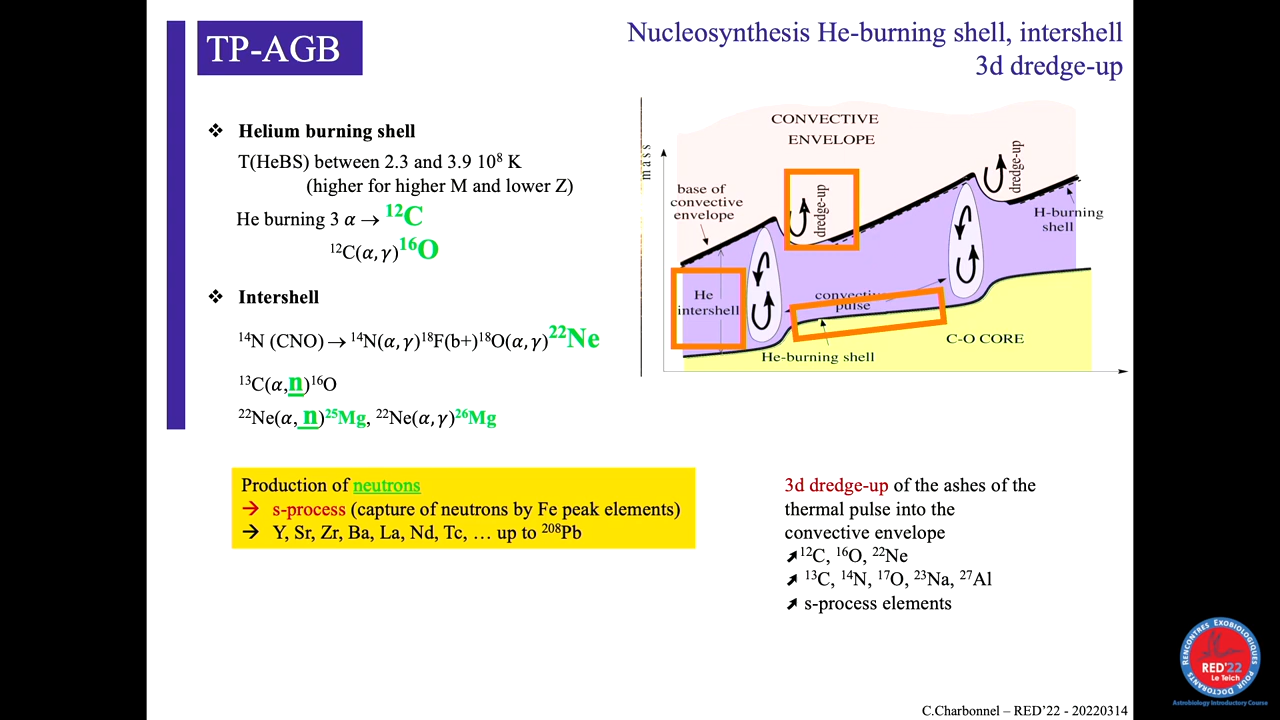 TP-AGB
Nucleosynthesis He-burning shell, intershell
3d dredge-up
❖ Helium burning shell
T(HeBS) between 2.3 and 3.9 10⁸ K
(higher for higher M and lower Z)
He burning 3 α → ¹²C
¹²C(α,γ)¹⁶O
❖ Intershell
¹⁴N (CNO) → ¹⁴N(α,γ)¹⁸F(b+)¹⁸O(α,γ)²²Ne
¹³C(α,n)¹⁶O
²²Ne(α, n)²⁵Mg, ²²Ne(α,γ)²⁶Mg
mass
CONVECTIVE
ENVELOPE
base of
convective
envelope
dredge-up
dredge-up
H-burning
shell
He
intershell
convective
pulse
He-burning shell
C-O CORE
Production of neutrons
→ s-process (capture of neutrons by Fe peak elements)
→ Y, Sr, Zr, Ba, La, Nd, Tc, … up to ²⁰⁸Pb
3d dredge-up of the ashes of the
thermal pulse into the
convective envelope
↗ ¹²C, ¹⁶O, ²²Ne
↗ ¹³C, ¹⁴N, ¹⁷O, ²³Na, ²⁷Al
↗ s-process elements
RENCONTRES EXOBIOLOGIQUES
POUR DOCTORANTS
RED'22
Le Teich
Astrobiology Introductory Course
C.Charbonnel – RED'22 - 20220314